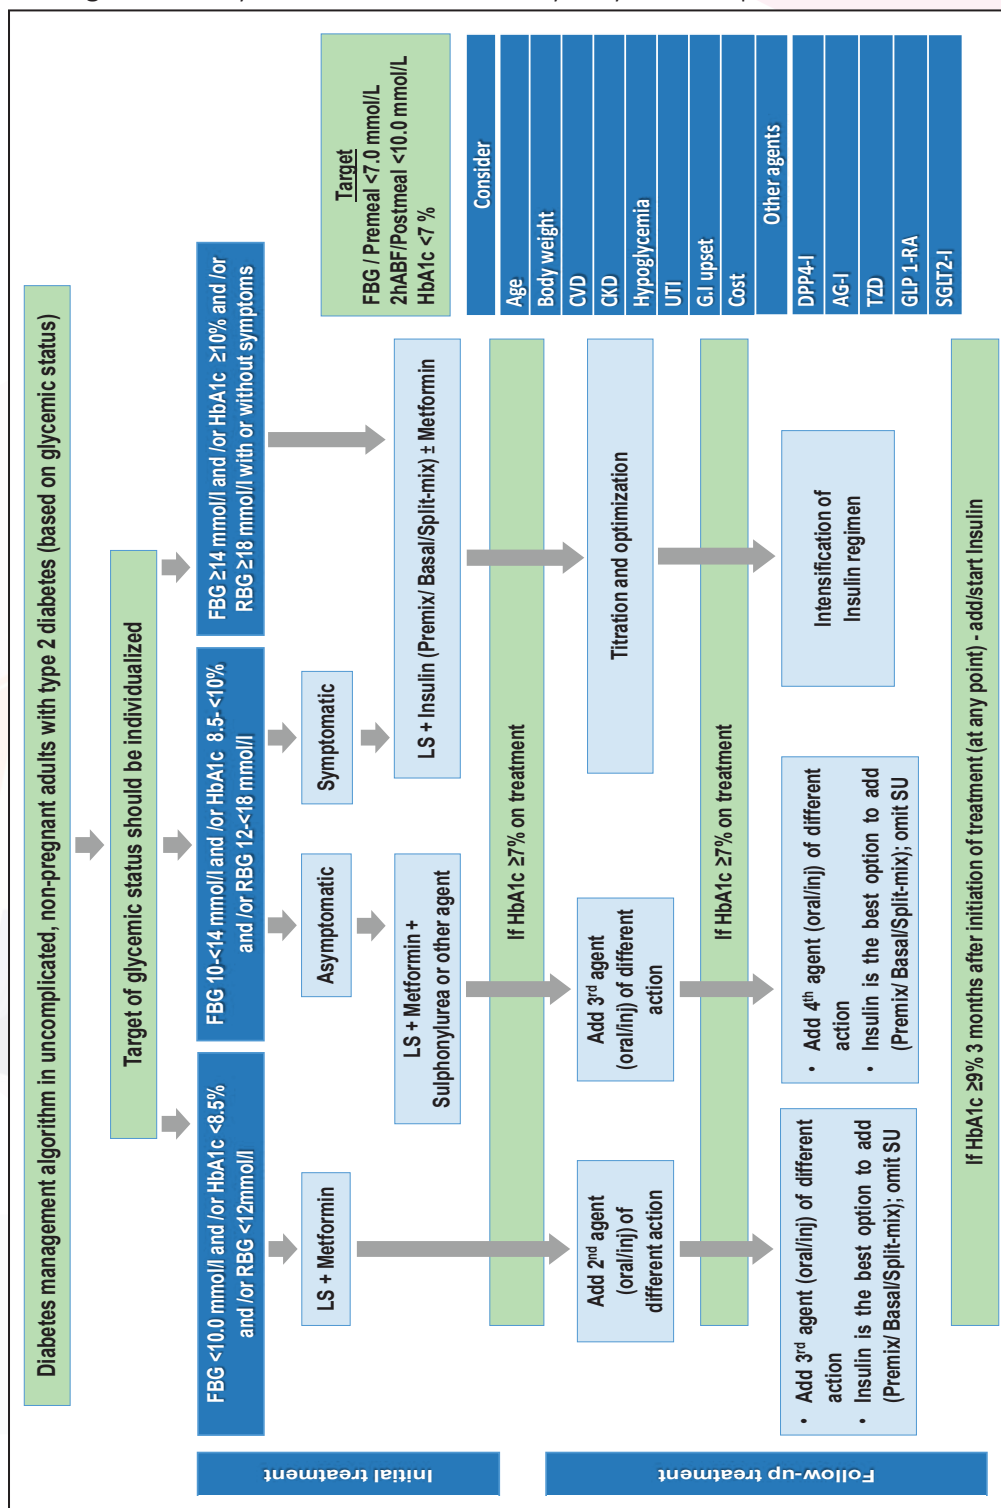 Diabetes management algorithm in uncomplicated, non-pregnant adults with type 2 diabetes (based on glycemic status)
Target of glycemic status should be individualized
Initial treatment
FBG <10.0 mmol/l and /or HbA1c <8.5%
and /or RBG <12mmol/l
FBG 10-<14 mmol/l and /or HbA1c 8.5-<10%
and /or RBG 12-<18 mmol/l
FBG ≥14 mmol/l and /or HbA1c ≥10% and /or
RBG ≥18 mmol/l with or without symptoms
Target
FBG / Premeal <7.0 mmol/L
2hABF/Postmeal <10.0 mmol/L
HbA1c <7 %
LS + Metformin
Asymptomatic
Symptomatic
LS + Metformin +
Sulphonylurea or other agent
LS + Insulin (Premix/ Basal/Split-mix) ± Metformin
If HbA1c ≥7% on treatment
Follow-up treatment
Add 2nd agent
(oral/inj) of
different action
Add 3rd agent
(oral/inj) of different
action
Titration and optimization
If HbA1c ≥7% on treatment
• Add 3rd agent (oral/inj) of different
action
• Insulin is the best option to add
(Premix/ Basal/Split-mix); omit SU
• Add 4th agent (oral/inj) of different
action
• Insulin is the best option to add
(Premix/ Basal/Split-mix); omit SU
Intensification of
Insulin regimen
If HbA1c ≥9% 3 months after initiation of treatment (at any point) - add/start Insulin
Consider
Age
Body weight
CVD
CKD
Hypoglycemia
UTI
G.I upset
Cost
Other agents
DPP4-I
AG-I
TZD
GLP 1-RA
SGLT2-I